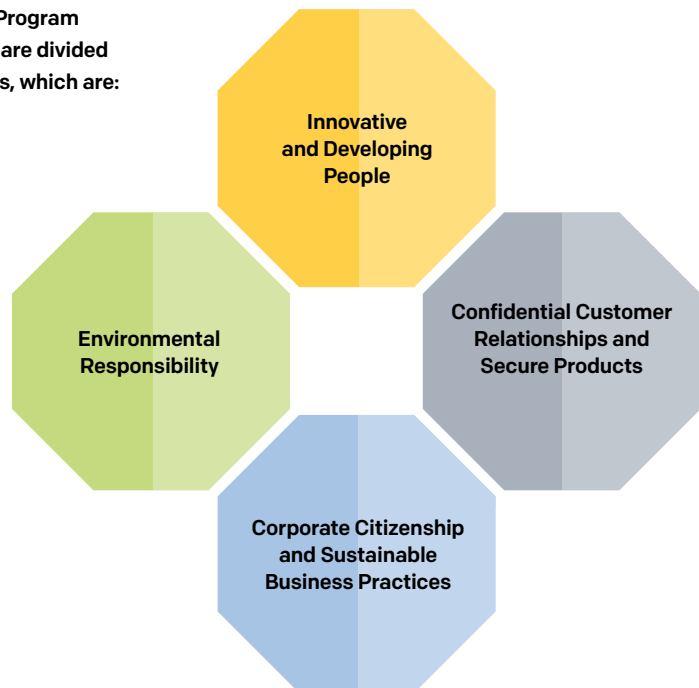 Program
are divided
s, which are:
Innovative
and Developing
People
Environmental
Responsibility
Confidential Customer
Relationships and
Secure Products
Corporate Citizenship
and Sustainable
Business Practices